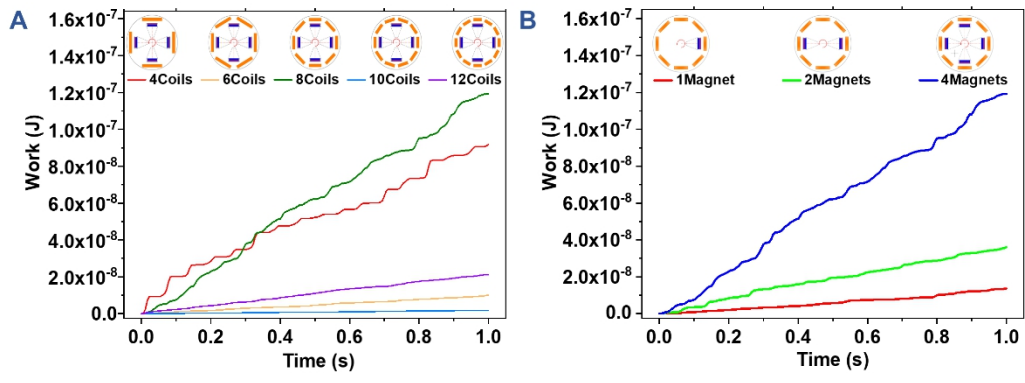 A
1.6x10-7
1.4x10-7
4Coils 6Coils 8Coils 10Coils 12Coils
1.2x10-7
1.0x10-7
8.0x10-8
6.0x10-8
4.0x10-8
2.0x10-8
0.0
Work (J)
0.0 0.2 0.4 0.6 0.8 1.0
Time (s)
B
1.6x10-7
1.4x10-7
1Magnet 2Magnets 4Magnets
1.2x10-7
1.0x10-7
8.0x10-8
6.0x10-8
4.0x10-8
2.0x10-8
0.0
Work (J)
0.0 0.2 0.4 0.6 0.8 1.0
Time (s)